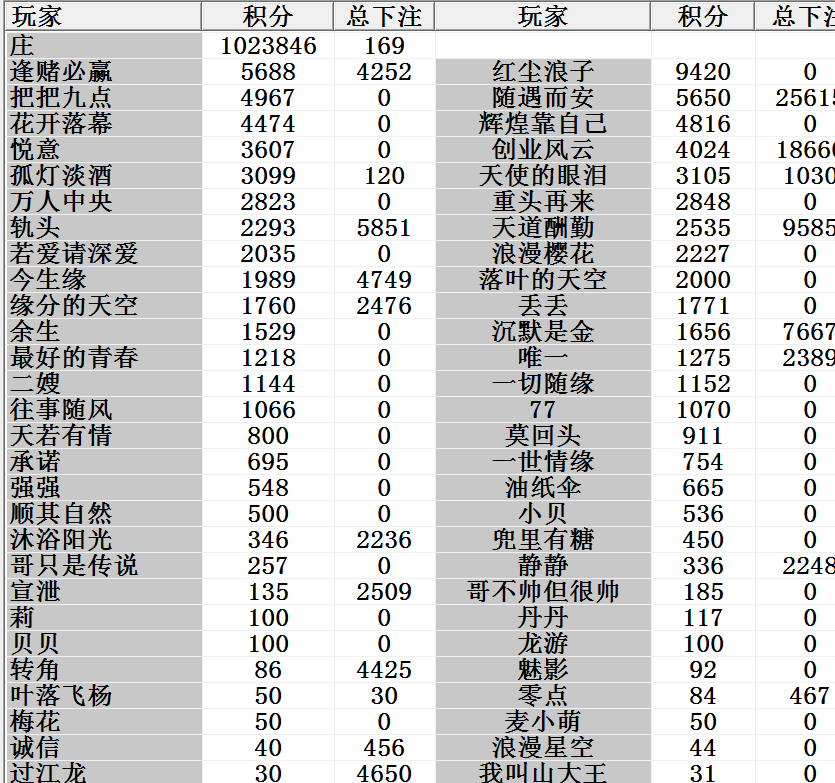 玩家 积分 总下注 玩家 积分 总下注
庄 1023846 169
逢赌必赢 5688 4252 红尘浪子 9420 0
把把九点 4967 0 随遇而安 5650 25615
花开落幕 4474 0 辉煌靠自己 4816 0
悦意 3607 0 创业风云 4024 1866
孤灯淡酒 3099 120 天使的眼泪 3105 1030
万人中央 2823 0 重头再来 2848 0
轨头 2293 5851 天道酬勤 2535 9585
若爱请深爱 2035 0 浪漫樱花 2227 0
今生缘 1989 4749 落叶的天空 2000 0
缘分的天空 1760 2476 丢丢 1771 0
余生 1529 0 沉默是金 1656 7667
最好的青春 1218 0 唯一 1275 2389
二嫂 1144 0 一切随缘 1152 0
往事随风 1066 0 77 1070 0
天若有情 800 0 莫回头 911 0
承诺 695 0 一世情缘 754 0
强强 548 0 油纸伞 665 0
顺其自然 500 0 小贝 536 0
沐浴阳光 346 2236 兜里有糖 450 0
哥只是传说 257 0 静静 336 2248
宣泄 135 2509 哥不帅但很帅 185 0
莉 100 0 丹丹 117 0
贝贝 100 0 龙游 100 0
转角 86 4425 魅影 92 0
叶落飞杨 50 30 零点 84 467
梅花 50 0 麦小萌 50 0
诚信 40 456 浪漫星空 44 0
过江龙 30 4650 我叫山大王 31 0